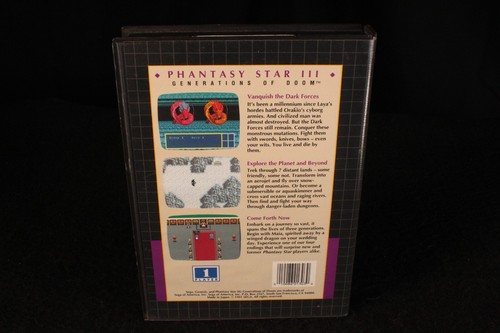 PHANTASY STAR III
GENERATIONS OF DOOM™
Vanquish the Dark Forces
It's been a millennium since Laya's
hordes battled Orakio's cyborg
armies. And civilized man was
almost destroyed. But the Dark
Forces still remain. Conquer these
monstrous mutations. Fight them
with swords, knives, bows – even
your wits. You live and die by
them.
Explore the Planet and Beyond
Trek through 7 distant lands – some
friendly, some not. Transform into
an aerojet and fly over snow-
capped mountains. Or become a
submersible or aquaskimmer and
cross vast oceans and raging rivers.
Then find and fight your way
through danger-laden dungeons.
Come Forth Now
Embark on a journey so vast, it
spans the lives of three generations.
Begin with Maia, spirited away by a
winged dragon on your wedding
day. Experience one of our four
endings that will surprise new and
former Phantasy Star players alike.
1
PLAYER